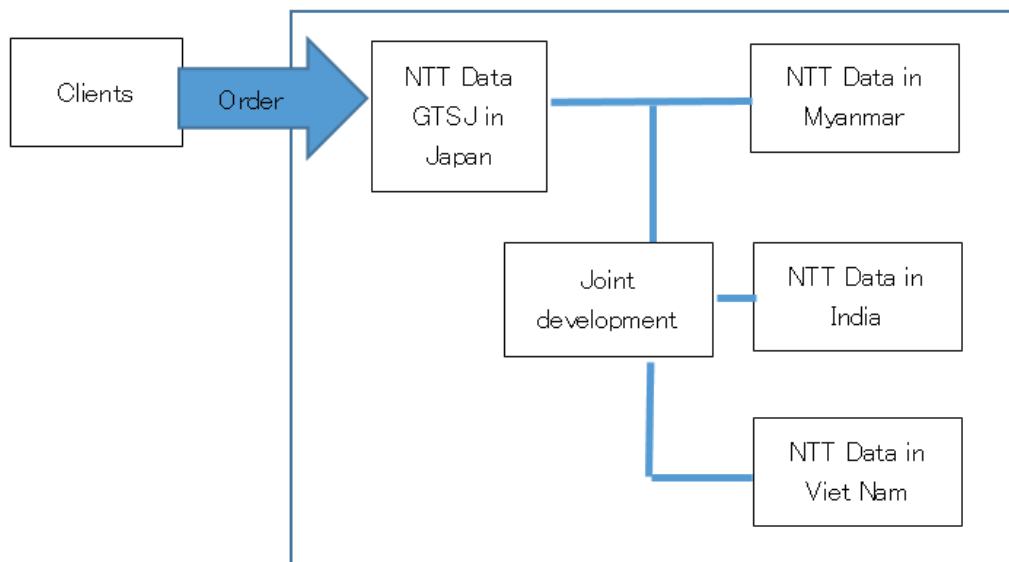 Clients
Order
NTT Data
GTSJ in
Japan
NTT Data in
Myanmar
Joint
development
NTT Data in
India
NTT Data in
Viet Nam